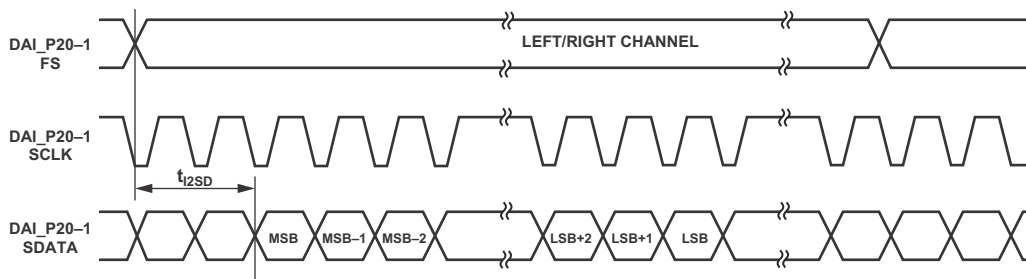 DAI_P20–1
FS
LEFT/RIGHT CHANNEL
DAI_P20–1
SCLK
tI2SD
DAI_P20–1
SDATA
MSB
MSB–1
MSB–2
LSB+2
LSB+1
LSB